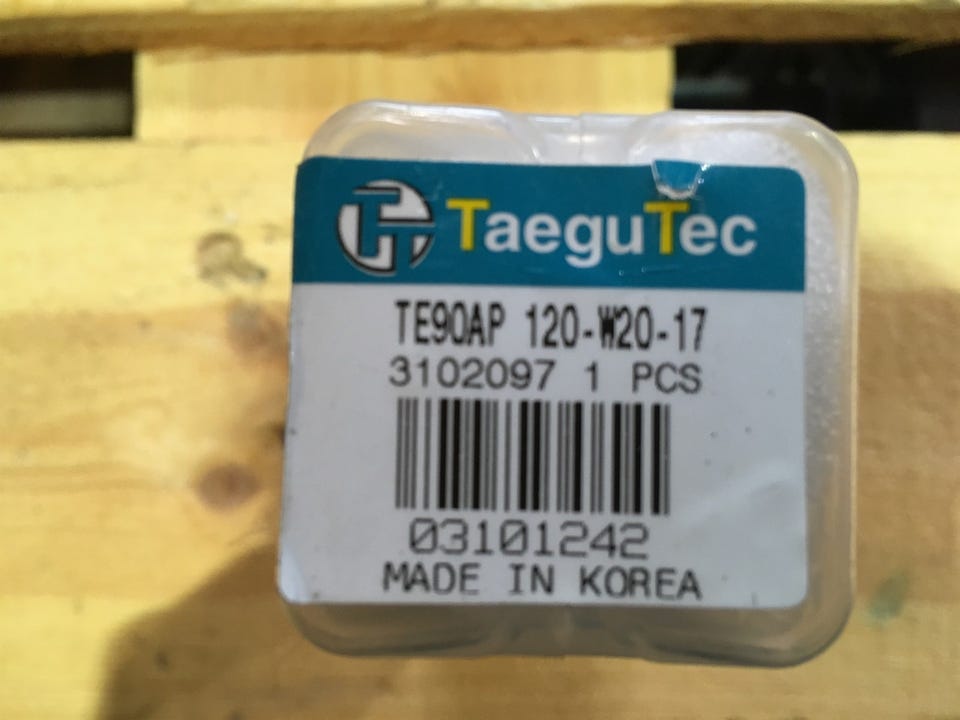 TaeguTec
TE90AP 120-W20-17
3102097 1 PCS
03101242
MADE IN KOREA